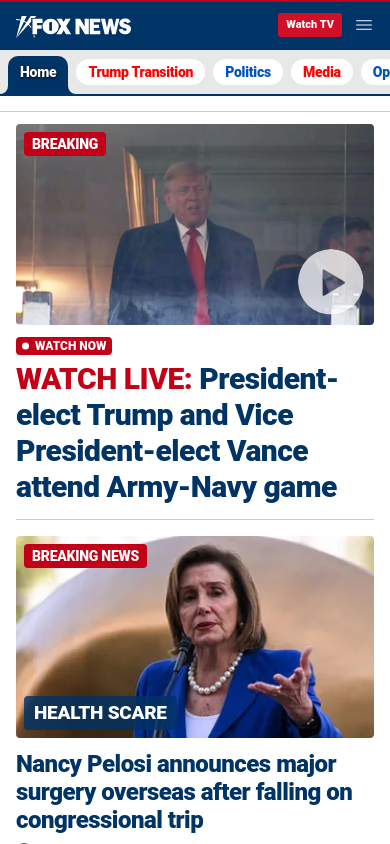 FOX NEWS
Watch TV
Home
Trump Transition
Politics
Media
Op
BREAKING
WATCH NOW
WATCH LIVE: President-
elect Trump and Vice
President-elect Vance
attend Army-Navy game
BREAKING NEWS
HEALTH SCARE
Nancy Pelosi announces major
surgery overseas after falling on
congressional trip